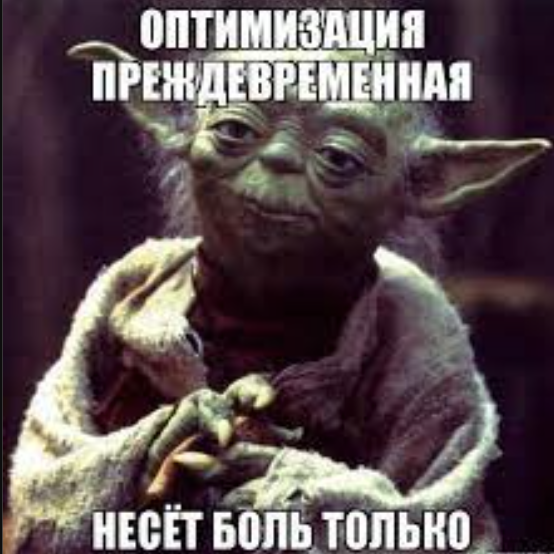 ОПТИМИЗАЦИЯ
ПРЕЖДЕВРЕМЕННАЯ
НЕСЁТ БОЛЬ ТОЛЬКО